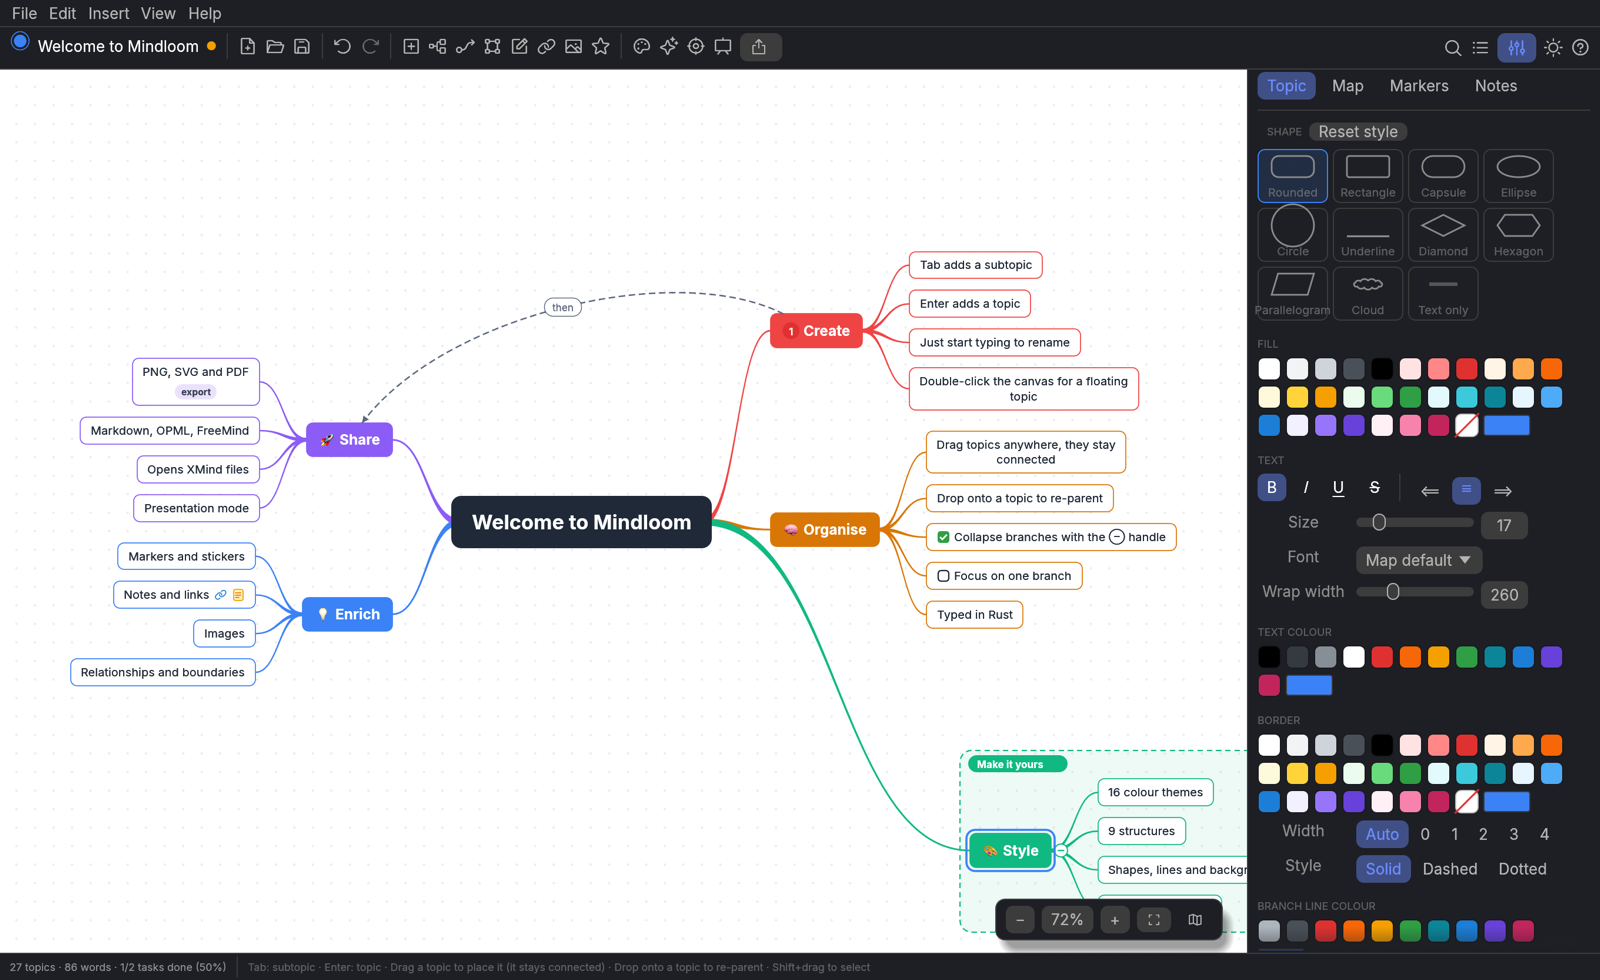 File Edit Insert View Help
Welcome to Mindloom
Topic Map Markers Notes
SHAPE Reset style
Rounded Rectangle Capsule Ellipse
Circle Underline Diamond Hexagon
Parallelogram Cloud Text only
FILL
TEXT
B I U S
Size 17
Font Map default
Wrap width 260
TEXT COLOUR
BORDER
Width Auto 0 1 2 3 4
Style Solid Dashed Dotted
BRANCH LINE COLOUR
then
1 Create
Tab adds a subtopic
Enter adds a topic
Just start typing to rename
Double-click the canvas for a floating
topic
PNG, SVG and PDF
export
Markdown, OPML, FreeMind
Opens XMind files
Presentation mode
Share
Welcome to Mindloom
Organise
Drag topics anywhere, they stay
connected
Drop onto a topic to re-parent
Collapse branches with the − handle
Focus on one branch
Typed in Rust
Markers and stickers
Notes and links
Images
Relationships and boundaries
Enrich
Make it yours
Style
16 colour themes
9 structures
Shapes, lines and backgr
− 72% +
27 topics · 86 words · 1/2 tasks done (50%)
Tab: subtopic · Enter: topic · Drag a topic to place it (it stays connected) · Drop onto a topic to re-parent · Shift+drag to select